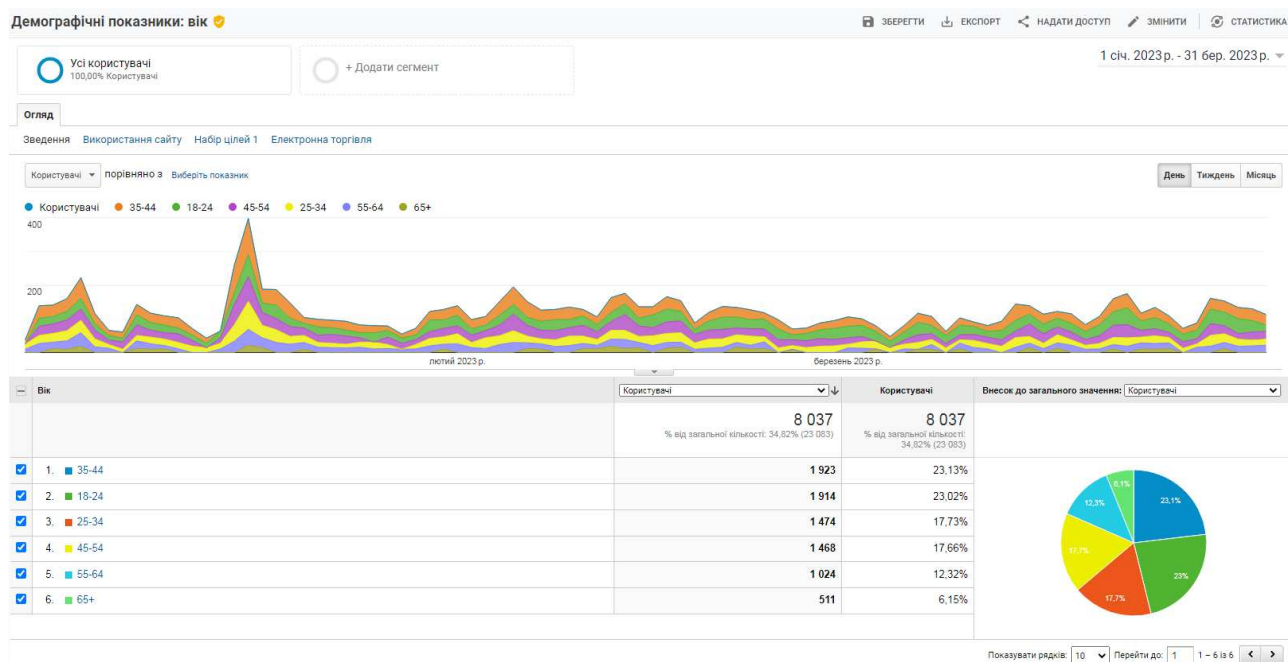 Демографічні показники: вік
ЗБЕРЕГТИ ЕКСПОРТ НАДАТИ ДОСТУП ЗМІНИТИ СТАТИСТИКА
Усі користувачі
100,00% Користувачі
+ Додати сегмент
1 січ. 2023 р. - 31 бер. 2023 р.
Огляд
Зведення Використання сайту Набір цілей 1 Електронна торгівля
Користувачі порівняно з Виберіть показник
День Тиждень Місяць
Користувачі 35-44 18-24 45-54 25-34 55-64 65+
400
200
лютий 2023 р. березень 2023 р.
Вік Користувачі Користувачі Внесок до загального значення: Користувачі
8 037 8 037
% від загальної кількості: 34,82% (23 083) % від загальної кількості:
34,82% (23 083)
1. 35-44 1 923 23,13%
2. 18-24 1 914 23,02%
3. 25-34 1 474 17,73%
4. 45-54 1 468 17,66%
5. 55-64 1 024 12,32%
6. 65+ 511 6,15%
6,1%
12,3% 23,1%
17,7%
23%
17,7%
Показувати рядків: 10 Перейти до: 1 1 – 6 із 6